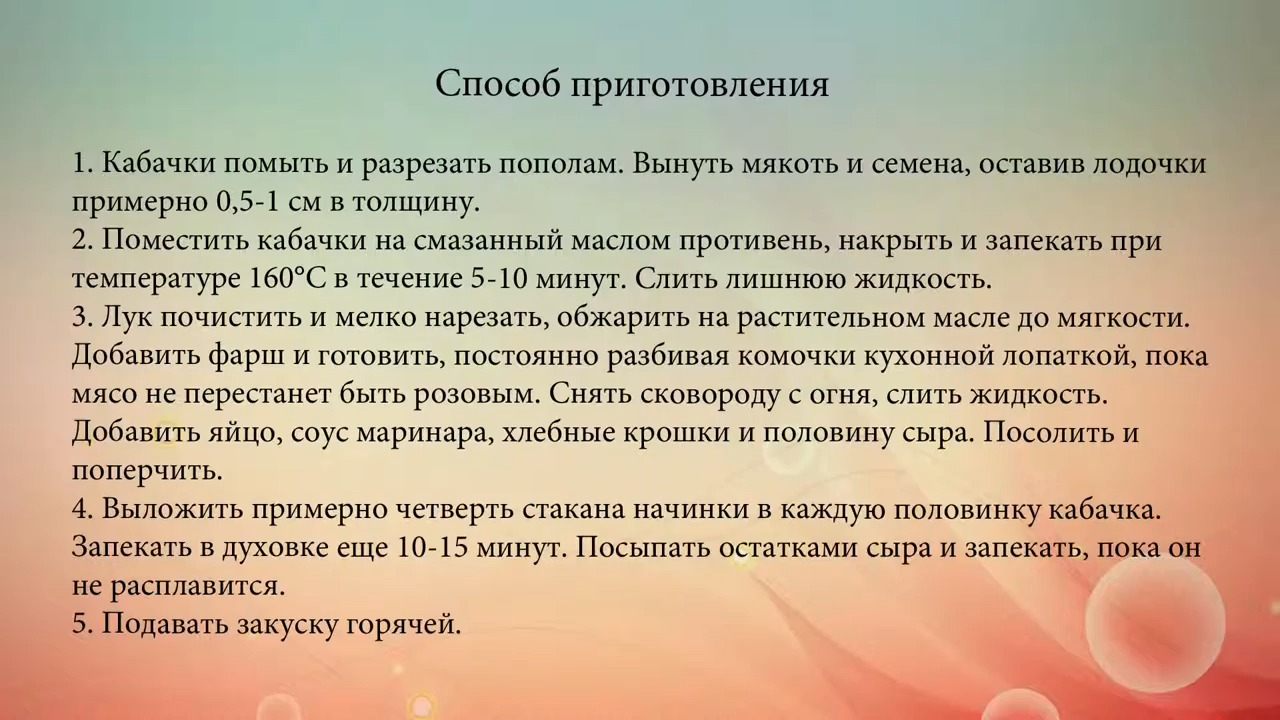 Способ приготовления
1. Кабачки помыть и разрезать пополам. Вынуть мякоть и семена, оставив лодочки
примерно 0,5-1 см в толщину.
2. Поместить кабачки на смазанный маслом противень, накрыть и запекать при
температуре 160°С в течение 5-10 минут. Слить лишнюю жидкость.
3. Лук почистить и мелко нарезать, обжарить на растительном масле до мягкости.
Добавить фарш и готовить, постоянно разбивая комочки кухонной лопаткой, пока
мясо не перестанет быть розовым. Снять сковороду с огня, слить жидкость.
Добавить яйцо, соус маринара, хлебные крошки и половину сыра. Посолить и
поперчить.
4. Выложить примерно четверть стакана начинки в каждую половинку кабачка.
Запекать в духовке еще 10-15 минут. Посыпать остатками сыра и запекать, пока он
не расплавится.
5. Подавать закуску горячей.